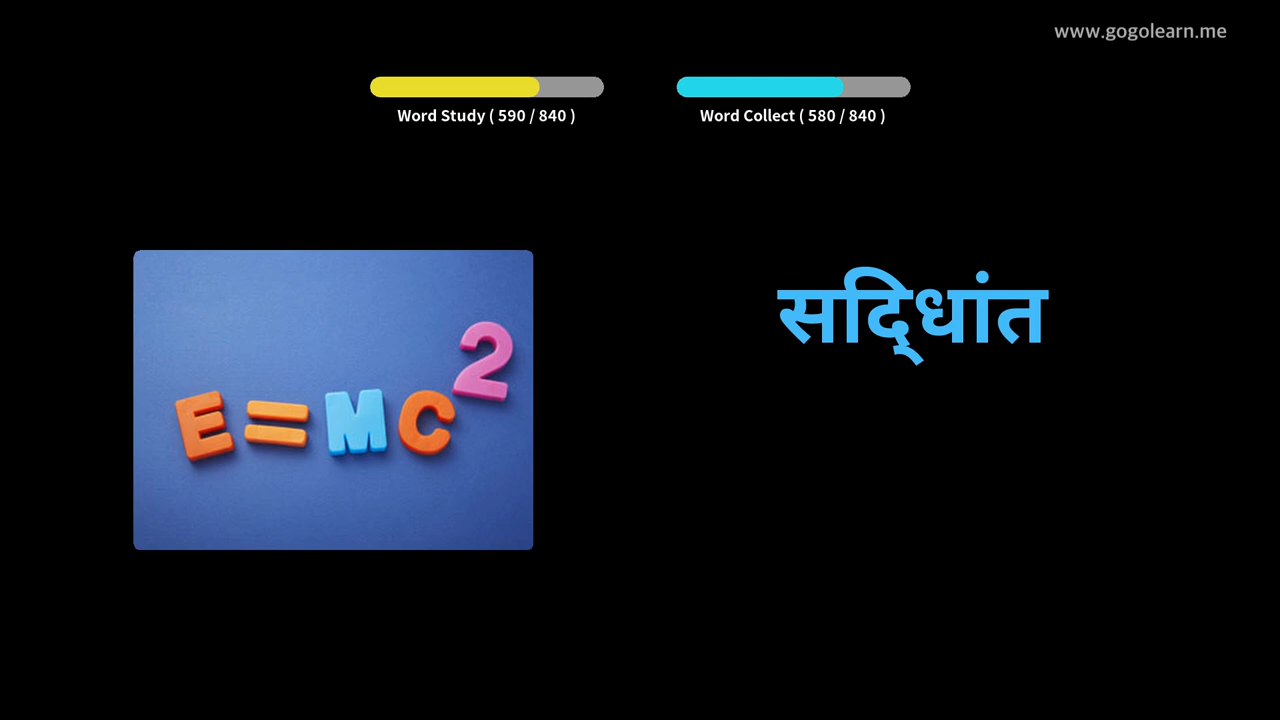 www.gogolearn.me
Word Study ( 590 / 840 )
Word Collect ( 580 / 840 )
E=MC2
सद्धिांत